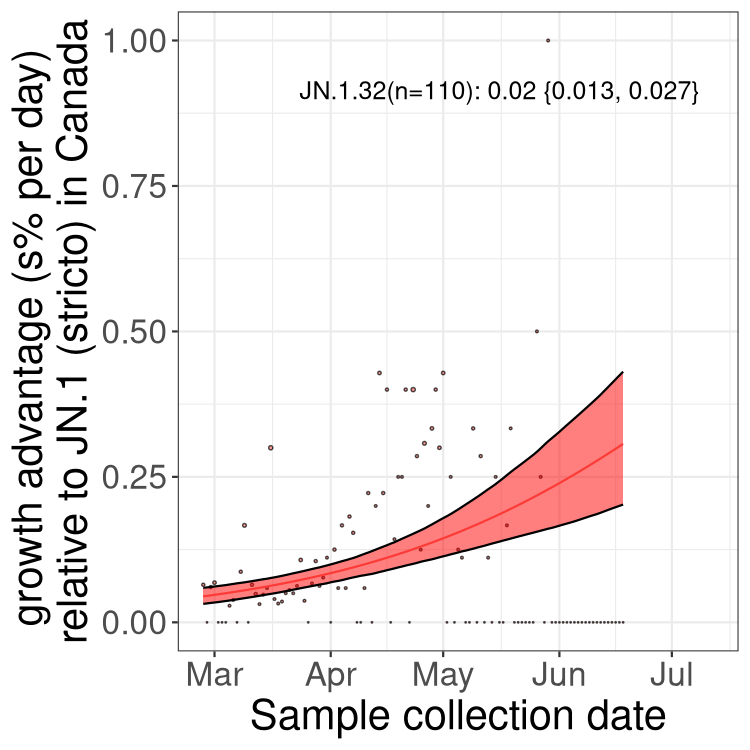 growth advantage (s% per day)
relative to JN.1 (stricto) in Canada
1.00
0.75
0.50
0.25
0.00
JN.1.32(n=110): 0.02 {0.013, 0.027}
Mar Apr May Jun Jul
Sample collection date